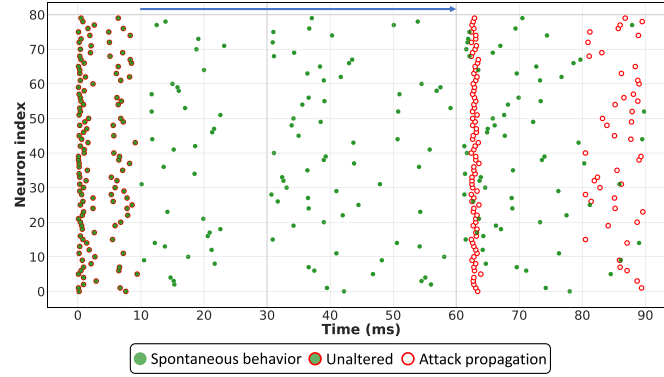 80
70
60
50
40
30
20
10
0
Neuron index
0 10 20 30 40 50 60 70 80 90
Time (ms)
Spontaneous behavior Unaltered Attack propagation